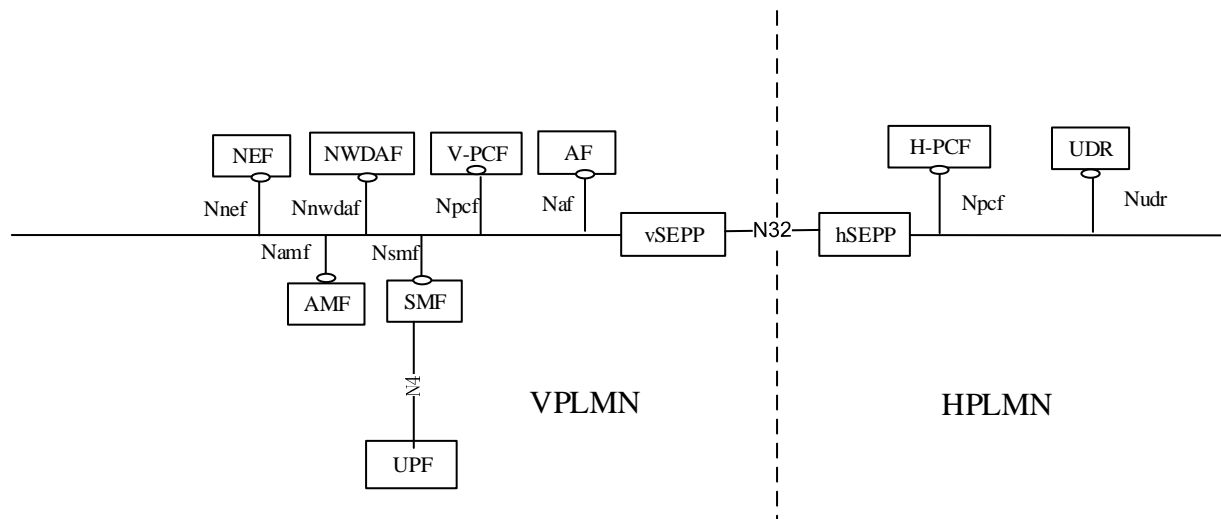 NEF
NWDAF
V-PCF
AF
H-PCF
UDR
Nnef
Nnwdaf
Npcf
Naf
Npcf
Nudr
vSEPP
N32
hSEPP
Namf
Nsmf
AMF
SMF
N4
VPLMN
HPLMN
UPF